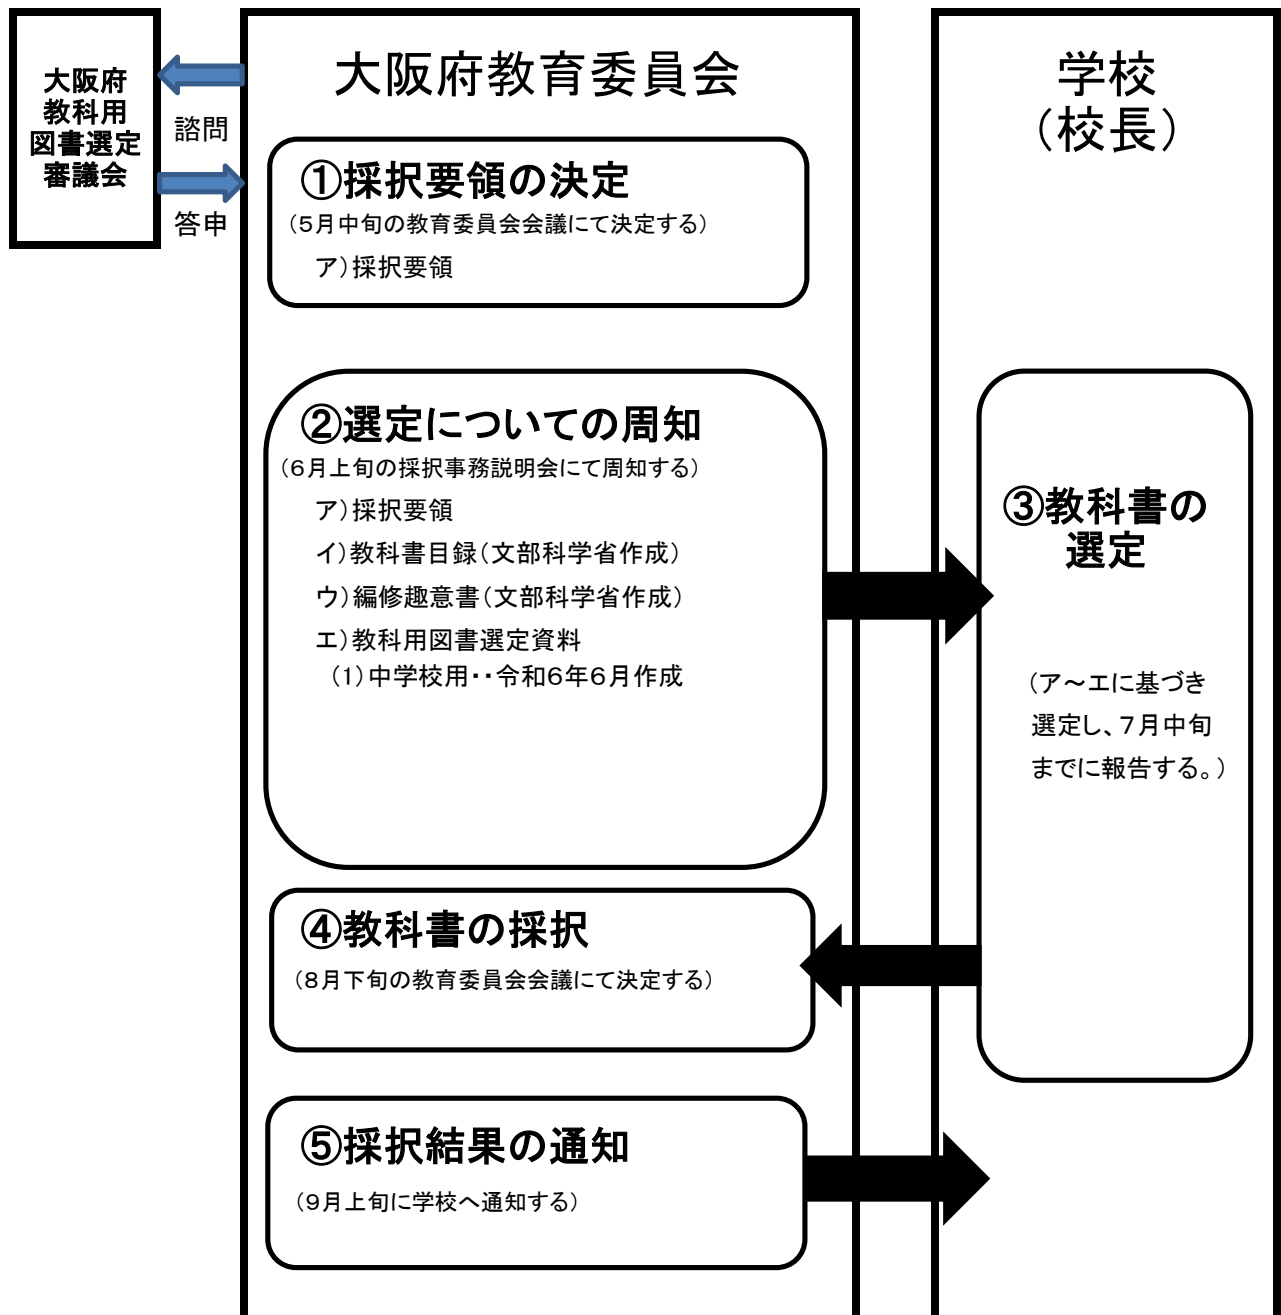 大阪府
教科用
図書選定
審議会
諮問
答申
大阪府教育委員会
①採択要領の決定
(5月中旬の教育委員会会議にて決定する)
ア)採択要領
②選定についての周知
(6月上旬の採択事務説明会にて周知する)
ア)採択要領
イ)教科書目録(文部科学省作成)
ウ)編修趣意書(文部科学省作成)
エ)教科用図書選定資料
(1)中学校用・・令和6年6月作成
④教科書の採択
(8月下旬の教育委員会会議にて決定する)
⑤採択結果の通知
(9月上旬に学校へ通知する)
学校
(校長)
③教科書の
選定
(ア～エに基づき
選定し、7月中旬
までに報告する。)